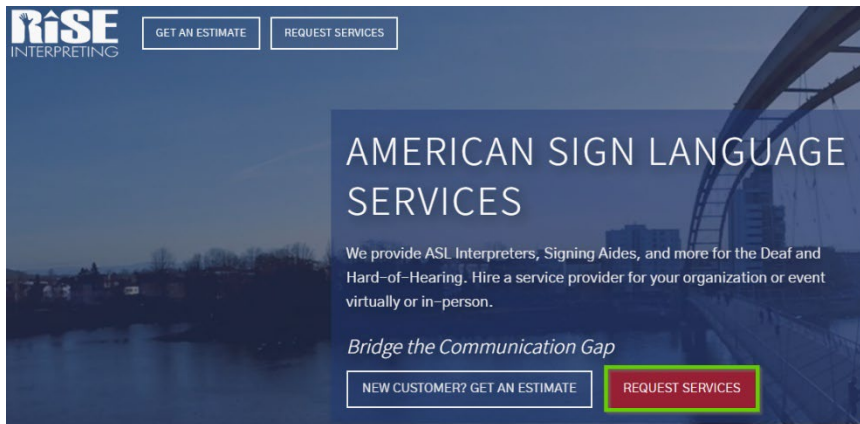 RiSE
INTERPRETING
GET AN ESTIMATE
REQUEST SERVICES
AMERICAN SIGN LANGUAGE
SERVICES
We provide ASL Interpreters, Signing Aides, and more for the Deaf and
Hard-of-Hearing. Hire a service provider for your organization or event
virtually or in-person.
Bridge the Communication Gap
NEW CUSTOMER? GET AN ESTIMATE
REQUEST SERVICES